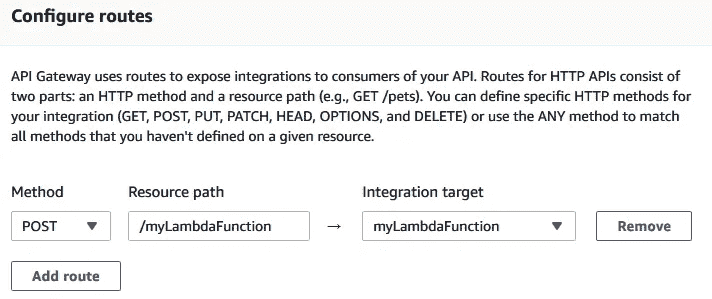 Configure routes
API Gateway uses routes to expose integrations to consumers of your API. Routes for HTTP APIs consist of
two parts: an HTTP method and a resource path (e.g., GET /pets). You can define specific HTTP methods for
your integration (GET, POST, PUT, PATCH, HEAD, OPTIONS, and DELETE) or use the ANY method to match
all methods that you haven't defined on a given resource.
Method Resource path Integration target
POST /myLambdaFunction → myLambdaFunction Remove
Add route